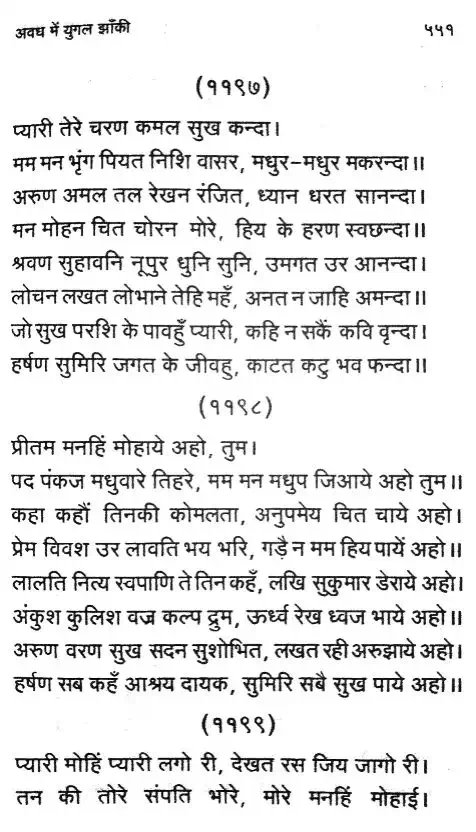 अवध में युगल झाँकी ५५१
(११९७)
प्यारी तेरे चरण कमल सुख कन्दा।
मम मन भृंग पियत निशि वासर, मधुर-मधुर मकरन्दा॥
अरुण अमल तल रेखन रंजित, ध्यान धरत सानन्दा।
मन मोहन चित चोरन मोरे, हिय के हरण स्वछन्दा॥
श्रवण सुहावनि नूपुर धुनि सुनि, उमगत उर आनन्दा।
लोचन लखत लोभाने तेहि महँ, अनत न जाहि अमन्दा॥
जो सुख परशि के पावहुँ प्यारी, कहि न सकैं कवि वृन्दा।
हर्षण सुमिरि जगत के जीवहु, काटत कटु भव फन्दा॥
(११९८)
प्रीतम मनहिं मोहाये अहो, तुम।
पद पंकज मधुवारे तिहरे, मम मन मधुप जिआये अहो तुम॥
कहा कहौं तिनकी कोमलता, अनुपमेय चित चाये अहो।
प्रेम विवश उर लावति भय भरि, गड़ै न मम हिय पायें अहो॥
लालति नित्य स्वपाणि ते तिन कहँ, लखि सुकुमार डेराये अहो।
अंकुश कुलिश वज्र कल्प द्रुम, ऊर्ध्व रेख ध्वज भाये अहो॥
अरुण वरण सुख सदन सुशोभित, लखत रही अरुझाये अहो।
हर्षण सब कहँ आश्रय दायक, सुमिरि सबै सुख पाये अहो॥
(११९९)
प्यारी मोहिं प्यारी लगो री, देखत रस जिय जागो री।
तन की तोरे संपति भोरे, मोरे मनहिं मोहाई।